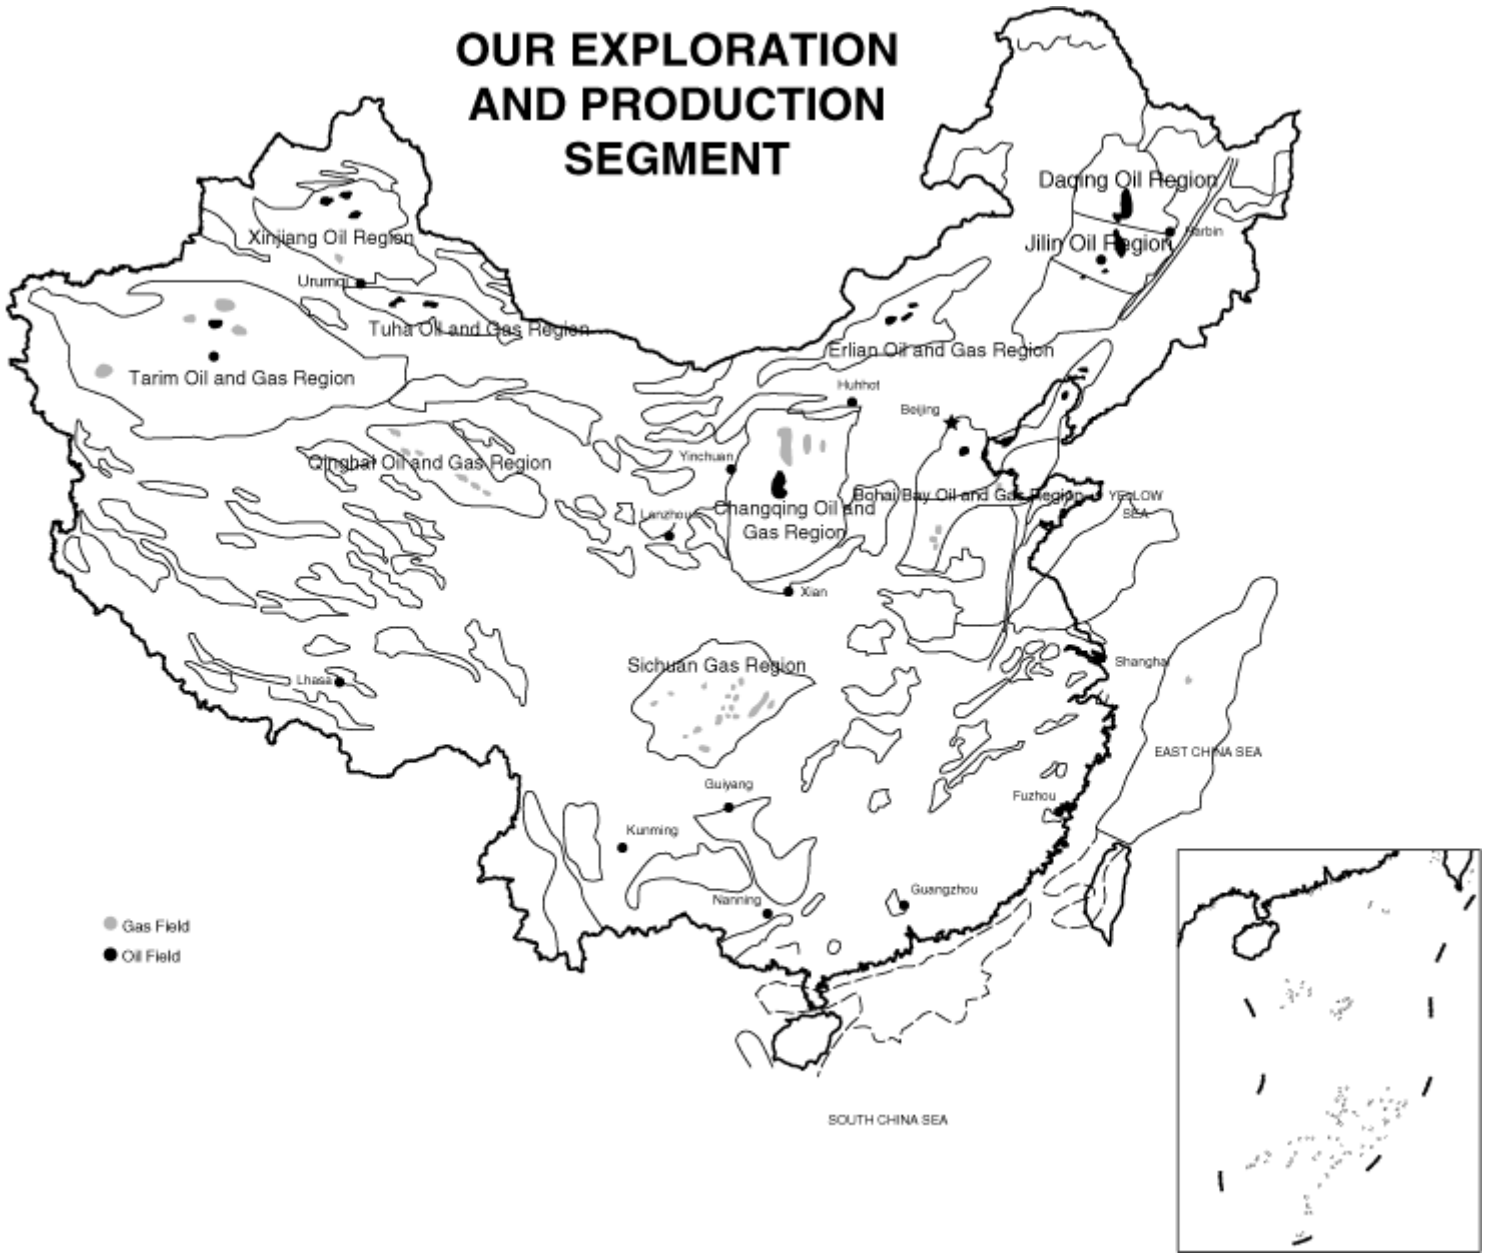 OUR EXPLORATION
AND PRODUCTION
SEGMENT
Daqing Oil Region
Xinjiang Oil Region
Harbin
Jilin Oil Region
Urumqi
Tuha Oil and Gas Region
Erlian Oil and Gas Region
Tarim Oil and Gas Region
Huhhot
Beijing
Yinchuan
Qinghai Oil and Gas Region
Bohai Bay Oil and Gas Region
YELLOW
SEA
Lanzhou
Changqing Oil and
Gas Region
Xian
Sichuan Gas Region
Shanghai
Lhasa
EAST CHINA SEA
Guiyang
Fuzhou
Kunming
Guangzhou
Nanning
Gas Field
Oil Field
SOUTH CHINA SEA